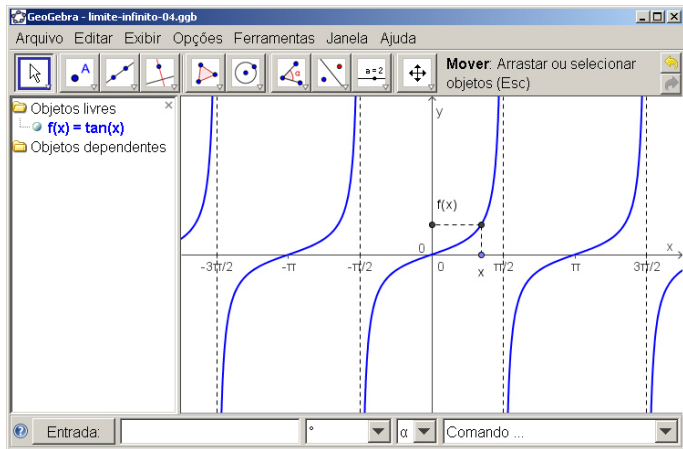 GeoGebra - limite-infinito-04.ggb
Arquivo Editar Exibir Opções Ferramentas Janela Ajuda
A
α
a=2
Mover: Arrastar ou selecionar
objetos (Esc)
Objetos livres
f(x) = tan(x)
Objetos dependentes
y
f(x)
0
x
-3π/2
-π
-π/2
0
x
π/2
π
3π/2
Entrada:
°
α
Comando ...